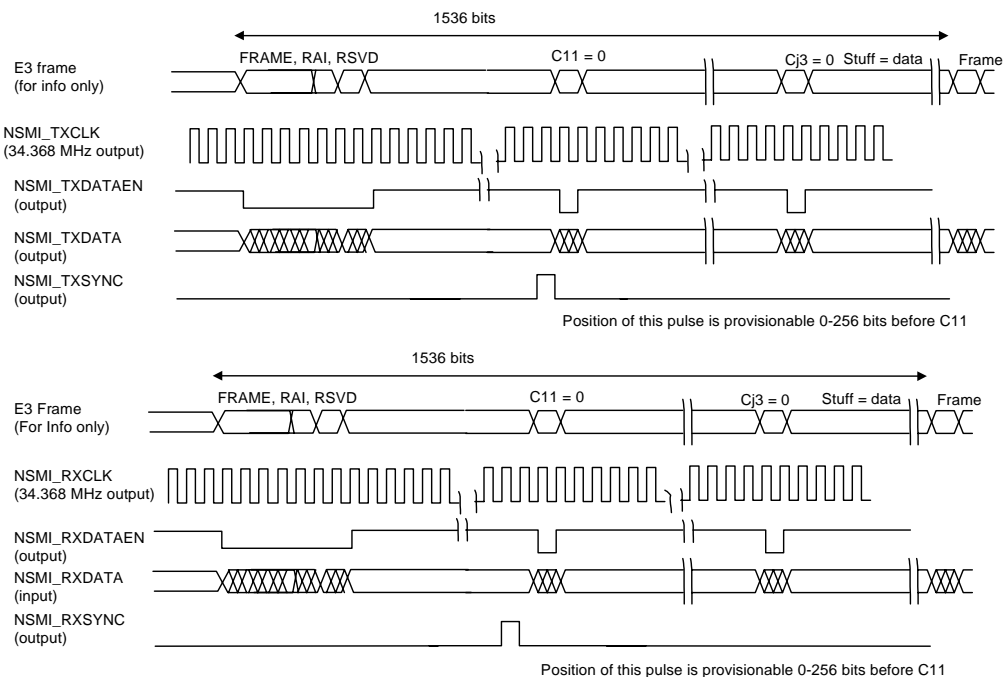 1536 bits
FRAME, RAI, RSVD C11 = 0 Cj3 = 0 Stuff = data Frame
E3 frame
(for info only)
NSMI_TXCLK
(34.368 MHz output)
NSMI_TXDATAEN
(output)
NSMI_TXDATA
(output)
NSMI_TXSYNC
(output)
Position of this pulse is provisionable 0-256 bits before C11
1536 bits
FRAME, RAI, RSVD C11 = 0 Cj3 = 0 Stuff = data Frame
E3 Frame
(For Info only)
NSMI_RXCLK
(34.368 MHz output)
NSMI_RXDATAEN
(output)
NSMI_RXDATA
(input)
NSMI_RXSYNC
(output)
Position of this pulse is provisionable 0-256 bits before C11